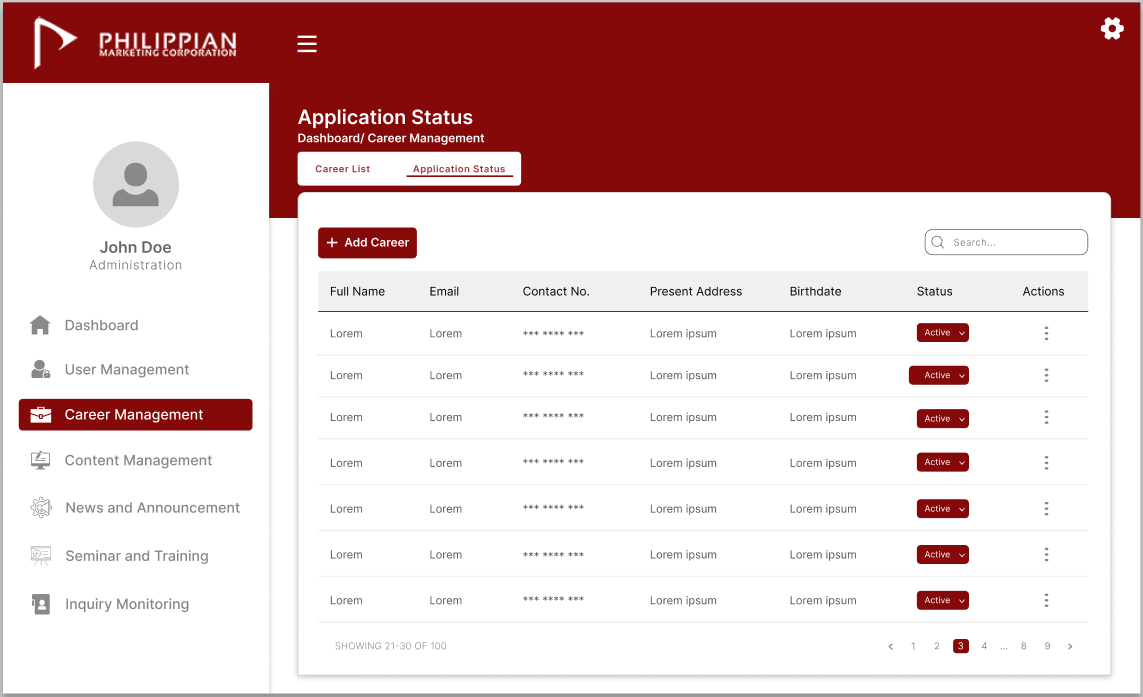 PHILIPPIAN
MARKETING CORPORATION
Application Status
Dashboard/ Career Management
Career List Application Status
John Doe
Administration
Dashboard
User Management
Career Management
Content Management
News and Announcement
Seminar and Training
Inquiry Monitoring
+ Add Career Search...
Full Name Email Contact No. Present Address Birthdate Status Actions
Lorem Lorem *** **** *** Lorem ipsum Lorem ipsum Active
Lorem Lorem *** **** *** Lorem ipsum Lorem ipsum Active
Lorem Lorem *** **** *** Lorem ipsum Lorem ipsum Active
Lorem Lorem *** **** *** Lorem ipsum Lorem ipsum Active
Lorem Lorem *** **** *** Lorem ipsum Lorem ipsum Active
Lorem Lorem *** **** *** Lorem ipsum Lorem ipsum Active
Lorem Lorem *** **** *** Lorem ipsum Lorem ipsum Active
SHOWING 21-30 OF 100 < 1 2 3 4 ... 8 9 >